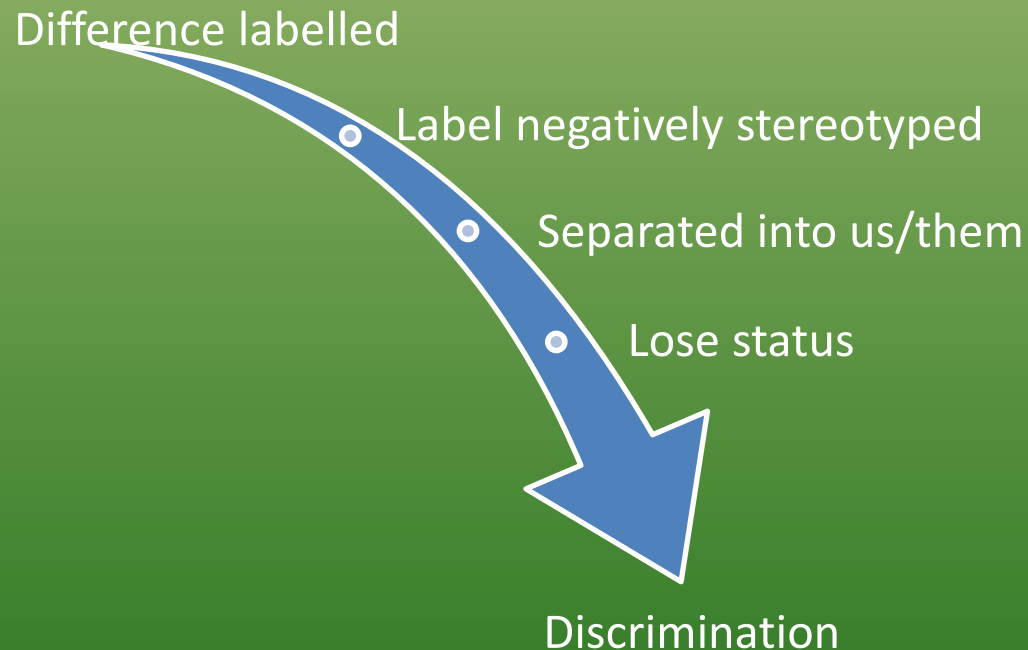 Difference labelled
Label negatively stereotyped
Separated into us/them
Lose status
Discrimination